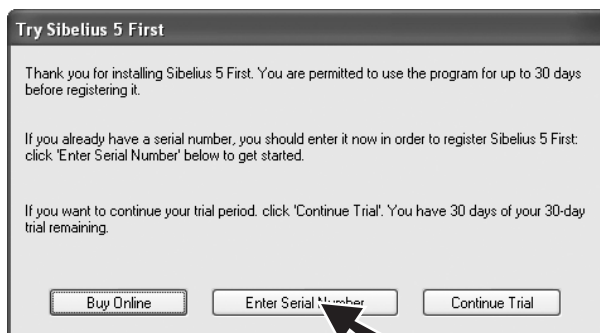 Try Sibelius 5 First
Thank you for installing Sibelius 5 First. You are permitted to use the program for up to 30 days
before registering it.
If you already have a serial number, you should enter it now in order to register Sibelius 5 First:
click 'Enter Serial Number' below to get started.
If you want to continue your trial period. click 'Continue Trial'. You have 30 days of your 30-day
trial remaining.
Buy Online Enter Serial Number Continue Trial